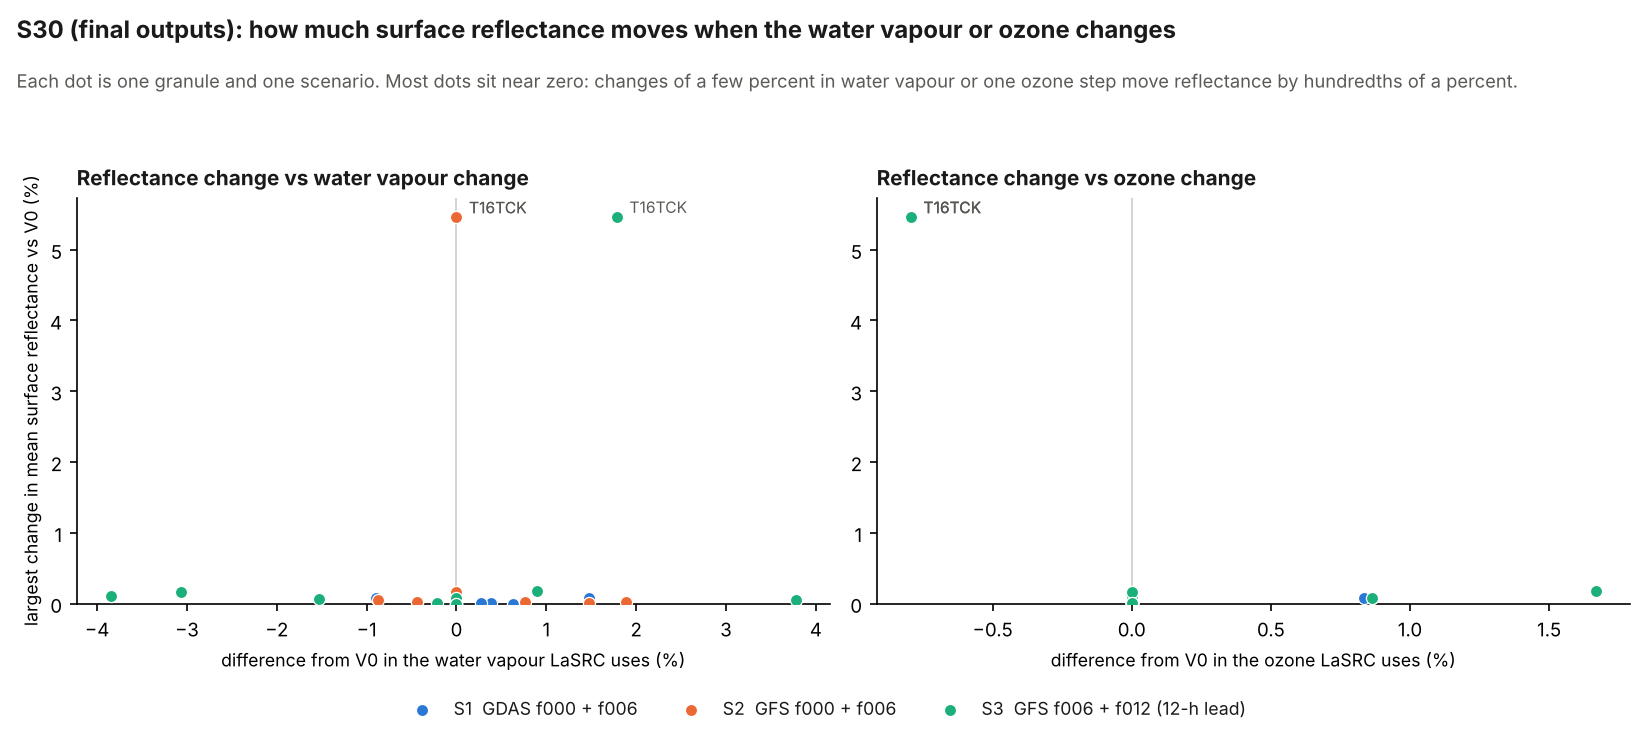 S30 (final outputs): how much surface reflectance moves when the water vapour or ozone changes
Each dot is one granule and one scenario. Most dots sit near zero: changes of a few percent in water vapour or one ozone step move reflectance by hundredths of a percent.
Reflectance change vs water vapour change
T16TCK
T16TCK
largest change in mean surface reflectance vs V0 (%)
5
4
3
2
1
0
−4 −3 −2 −1 0 1 2 3 4
difference from V0 in the water vapour LaSRC uses (%)
Reflectance change vs ozone change
T16TCK
5
4
3
2
1
0
−0.5 0.0 0.5 1.0 1.5
difference from V0 in the ozone LaSRC uses (%)
S1 GDAS f000 + f006 S2 GFS f000 + f006 S3 GFS f006 + f012 (12-h lead)